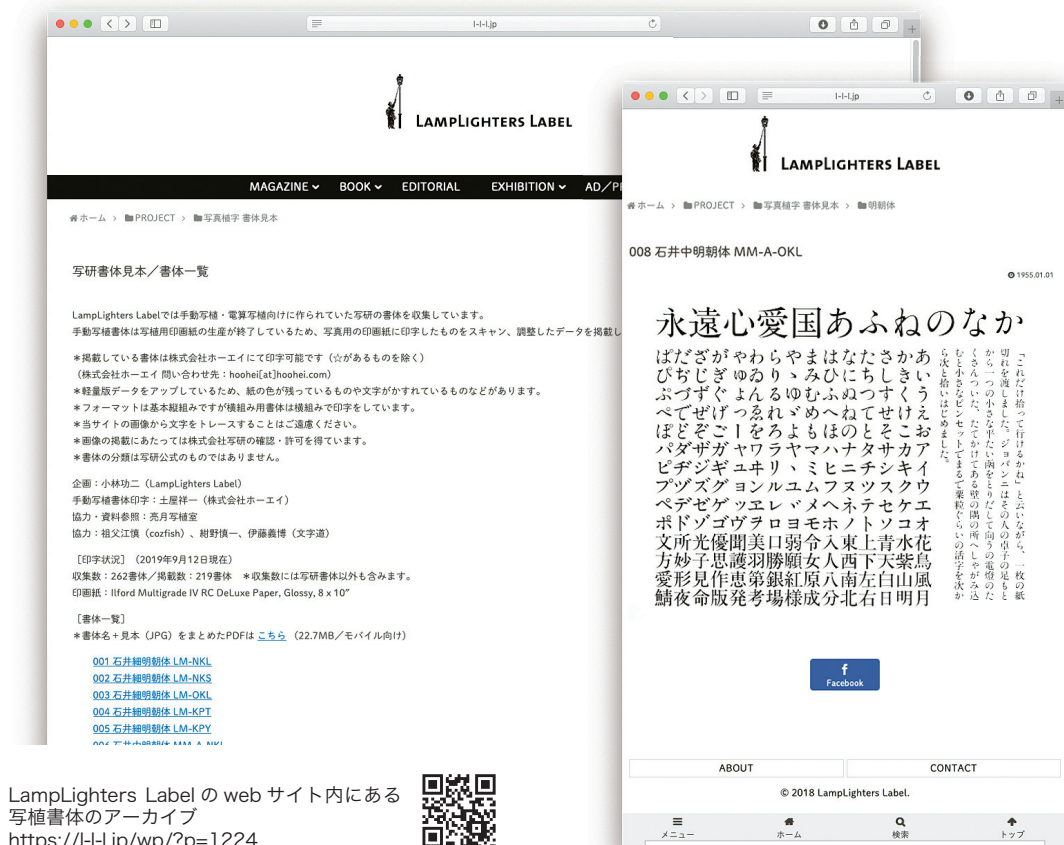 l-l-l.jp
LAMPLIGHTERS LABEL
MAGAZINE
BOOK
EDITORIAL
EXHIBITION
ホーム > PROJECT > 写真植字 書体見本
写研書体見本／書体一覧
LampLighters Labelでは手動写植・電算写植向けに作られていた写研の書体を収集しています。
手動写植書体は写植用印画紙の生産が終了しているため、写真用の印画紙に印字したものをスキャン、調整したデータを掲載し
＊掲載している書体は株式会社ホーエイにて印字可能です（☆があるものを除く）
（株式会社ホーエイ 問い合わせ先：hoohei[at]hoohei.com）
＊軽量版データをアップしているため、紙の色が残っているものや文字がかすれているものなどがあります。
＊フォーマットは基本縦組みですが横組み用書体は横組みで印字をしています。
＊当サイトの画像から文字をトレースすることはご遠慮ください。
＊画像の掲載にあたっては株式会社写研の確認・許可を得ています。
＊書体の分類は写研公式のものではありません。
企画：小林功二（LampLighters Label）
手動写植書体印字：土屋祥一（株式会社ホーエイ）
協力・資料参照：亮月写植室
協力：祖父江慎（cozfish）、紺野慎一、伊藤義博（文字道）
［印字状況］（2019年9月12日現在）
収集数：262書体／掲載数：219書体　＊収集数には写研書体以外も含みます。
印画紙：Ilford Multigrade IV RC DeLuxe Paper, Glossy, 8 x 10″
［書体一覧］
＊書体名＋見本（JPG）をまとめたPDFは こちら （22.7MB／モバイル向け）
001 石井細明朝体 LM-NKL
002 石井細明朝体 LM-NKS
003 石井細明朝体 LM-OKL
004 石井細明朝体 LM-KPT
005 石井細明朝体 LM-KPY
006 石井中明朝体 MM-A-NKL
l-l-l.jp
LAMPLIGHTERS LABEL
ホーム > PROJECT > 写真植字 書体見本 > 明朝体
008 石井中明朝体 MM-A-OKL
1955.01.01
永遠心愛国あふねのなか
「これだけ拾って行けるかね」と云いながら、一枚の紙
切れを渡しました。ジョバンニはその人の卓子の足もと
から一つの小さな平たい函をとりだして向うの電燈のた
くさんついた、たてかけてある壁の隅の所へしゃがみ込
むと小さなピンセットでまるで粟粒ぐらいの活字を次か
ら次と拾いはじめました。
あいうえおアイウエオ花鳥風月
かきくけこカキクケコ水紫山明
さしすせそサシスセソ青天白日
たちつてとタチツテト上下左右
なにぬねのナニヌネノ東西南北
はひふへほハヒフヘホ入人八分
まみむめもマミムメモ令女原成
やゝゆゞよヤヽユヾヨ弱願紅様
らりるれろラリルレロ口勝銀場
わゐんゑをワヰンヱヲ美羽第考
ゃゅょっーャュョッヴ聞護恵発
がぎぐげごガギグゲゴ優思作版
ざじずぜぞザジズゼゾ光子見命
だぢづでどダヂヅデド所妙形夜
ぱぴぷぺぽパピプペポ文方愛鯖
Facebook
ABOUT
CONTACT
© 2018 LampLighters Label.
メニュー
ホーム
検索
トップ
LampLighters Label の web サイト内にある
写植書体のアーカイブ
https://l-l-l.jp/wp/?p=1224